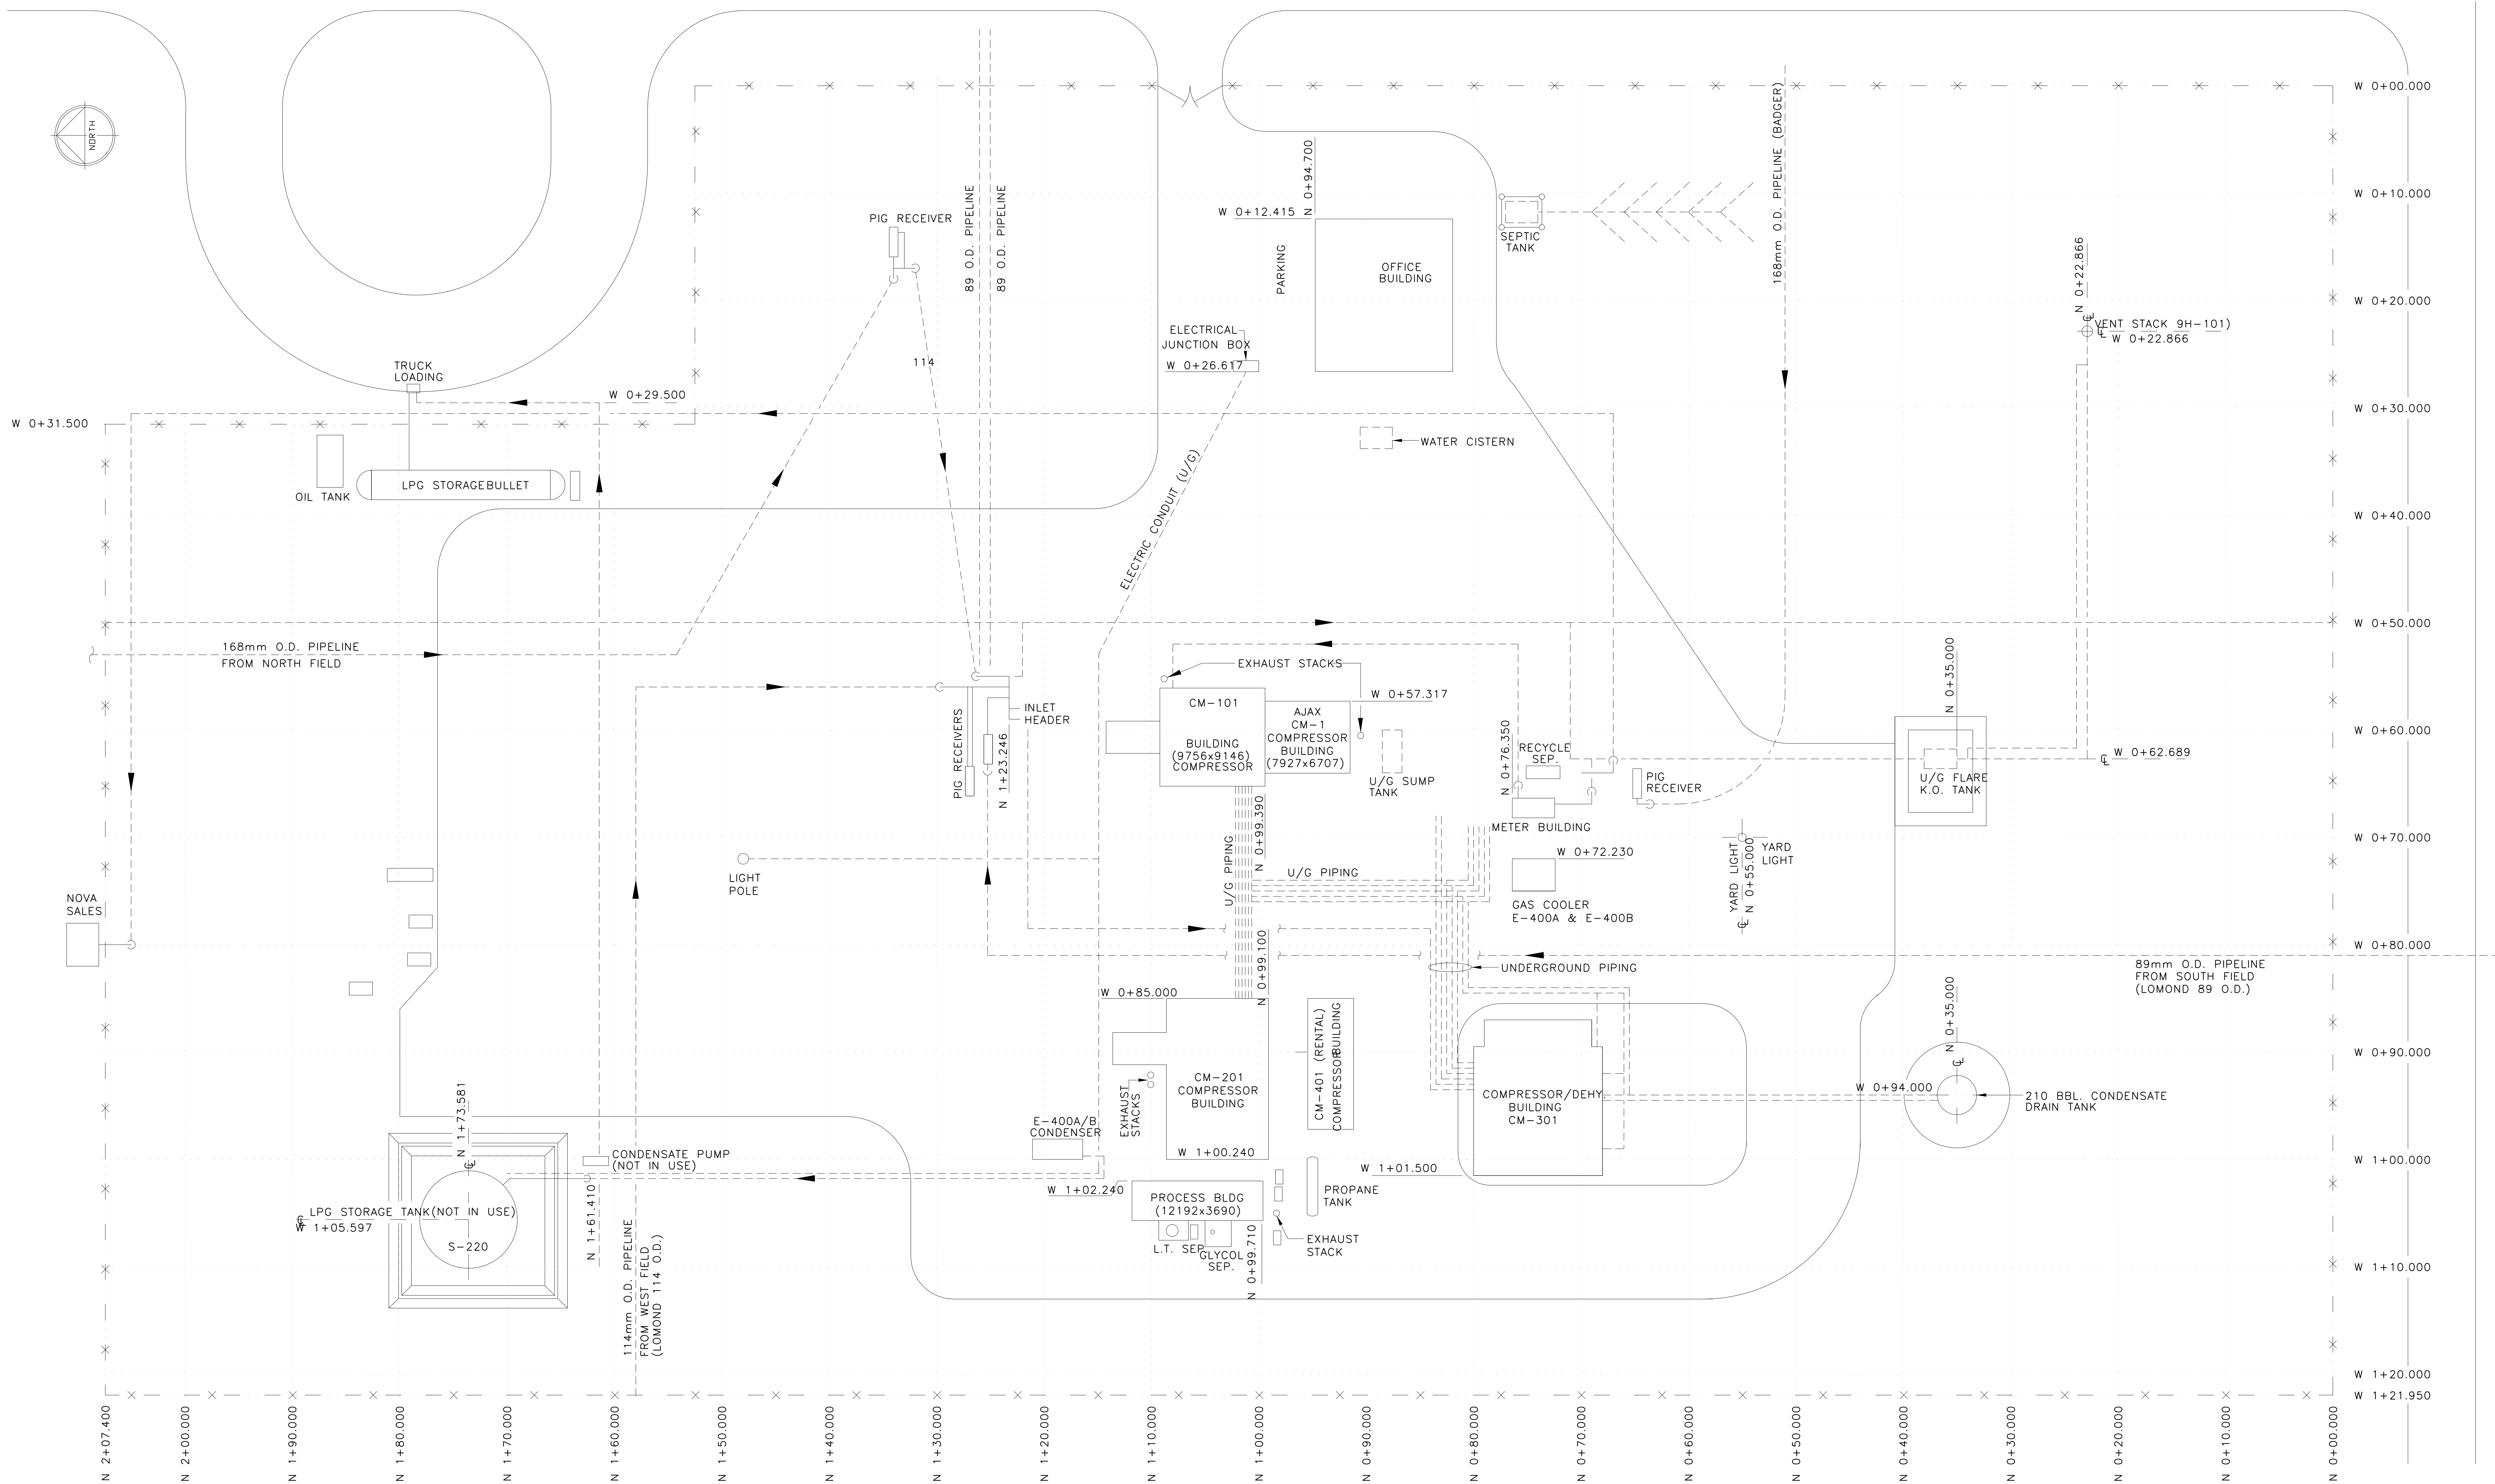 W 0+00.000
NORTH
168mm O.D. PIPELINE (BADGER)
N 0+94.700
W 0+10.000
W 0+12.415
PIG RECEIVER
89 O.D. PIPELINE
89 O.D. PIPELINE
SEPTIC
TANK
PARKING
OFFICE
BUILDING
N 0+22.866
W 0+20.000
VENT STACK 9H-101)
W 0+22.866
ELECTRICAL
JUNCTION BOX
W 0+26.617
114
TRUCK
LOADING
W 0+29.500
W 0+30.000
W 0+31.500
WATER CISTERN
OIL TANK
LPG STORAGE BULLET
ELECTRIC CONDUIT (U/G)
W 0+40.000
W 0+50.000
168mm O.D. PIPELINE
FROM NORTH FIELD
EXHAUST STACKS
N 0+35.000
W 0+57.317
CM-101
BUILDING
(9756x9146)
COMPRESSOR
AJAX
CM-1
COMPRESSOR
BUILDING
(7927x6707)
INLET
HEADER
PIG RECEIVERS
N 1+23.246
W 0+60.000
N 0+76.350
RECYCLE
SEP.
W 0+62.689
U/G SUMP
TANK
PIG
RECEIVER
U/G FLARE
K.O. TANK
METER BUILDING
N 0+99.390
W 0+70.000
W 0+72.230
YARD
LIGHT
YARD LIGHT
N 0+55.000
U/G PIPING
U/G PIPING
LIGHT
POLE
GAS COOLER
E-400A & E-400B
NOVA
SALES
W 0+80.000
N 0+99.100
UNDERGROUND PIPING
89mm O.D. PIPELINE
FROM SOUTH FIELD
(LOMOND 89 O.D.)
W 0+85.000
N 0+35.000
W 0+90.000
CM-401 (RENTAL)
COMPRESSOR BUILDING
CM-201
COMPRESSOR
BUILDING
W 0+94.000
COMPRESSOR/DEHY.
BUILDING
CM-301
210 BBL. CONDENSATE
DRAIN TANK
EXHAUST
STACKS
E-400A/B
CONDENSER
N 1+73.581
W 1+00.240
CONDENSATE PUMP
(NOT IN USE)
W 1+00.000
W 1+01.500
W 1+02.240
PROCESS BLDG
(12192x3690)
PROPANE
TANK
N 1+61.410
LPG STORAGE TANK(NOT IN USE)
W 1+05.597
S-220
L.T. SEP.
GLYCOL
SEP.
N 0+99.710
EXHAUST
STACK
114mm O.D. PIPELINE
FROM WEST FIELD
(LOMOND 114 O.D.)
W 1+10.000
W 1+20.000
W 1+21.950
N 2+07.400
N 2+00.000
N 1+90.000
N 1+80.000
N 1+70.000
N 1+60.000
N 1+50.000
N 1+40.000
N 1+30.000
N 1+20.000
N 1+10.000
N 1+00.000
N 0+90.000
N 0+80.000
N 0+70.000
N 0+60.000
N 0+50.000
N 0+40.000
N 0+30.000
N 0+20.000
N 0+10.000
N 0+00.000